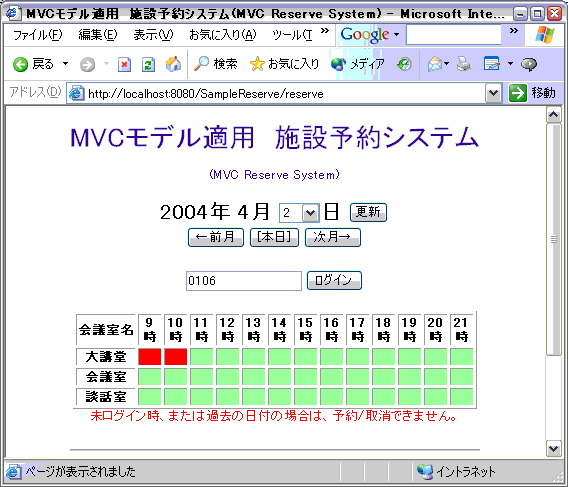 MVCモデル適用　施設予約システム(MVC Reserve System) - Microsoft Inte...
ファイル(F) 編集(E) 表示(V) お気に入り(A) ツール(T) » Google »
戻る 検索 お気に入り メディア
アドレス(D) http://localhost:8080/SampleReserve/reserve 移動
MVCモデル適用　施設予約システム
(MVC Reserve System)
2004年 4月 2 日 更新
←前月 [本日] 次月→
0106 ログイン
会議室名 9時 10時 11時 12時 13時 14時 15時 16時 17時 18時 19時 20時 21時
大講堂
会議室
談話室
未ログイン時、または過去の日付の場合は、予約/取消できません。
ページが表示されました イントラネット